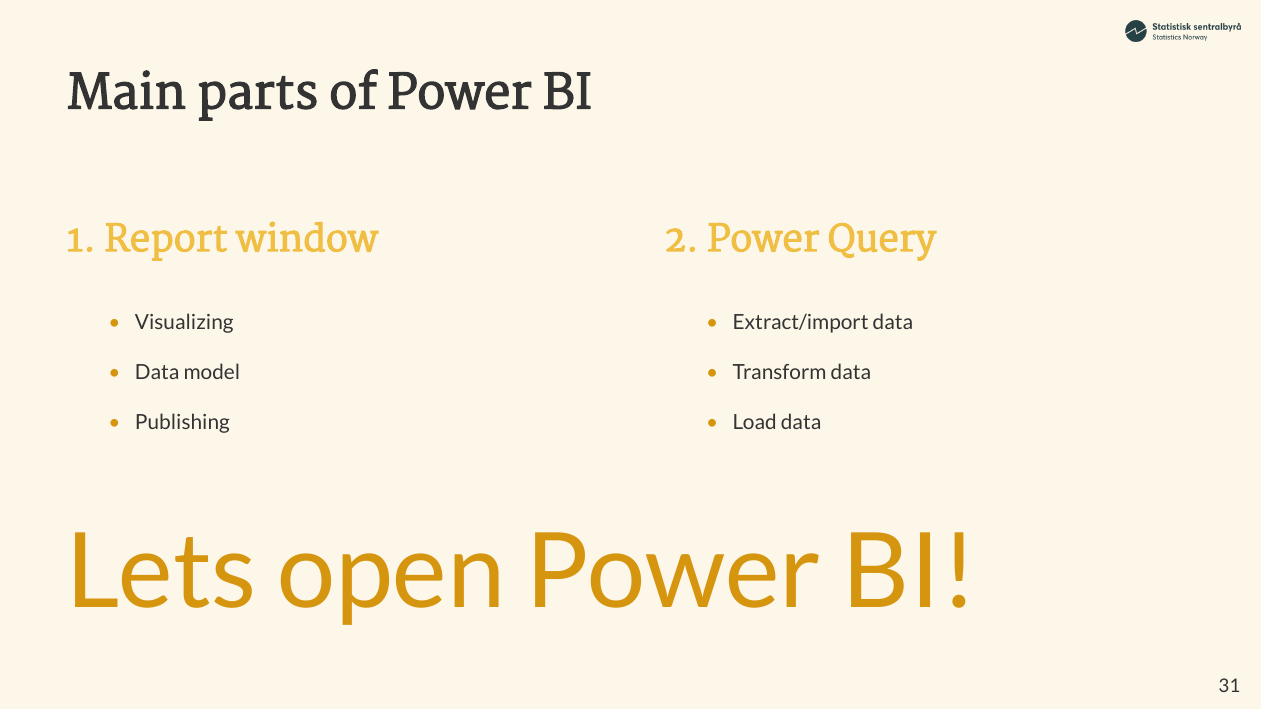 Statistisk sentralbyrå
Statistics Norway
Main parts of Power BI
1. Report window
• Visualizing
• Data model
• Publishing
2. Power Query
• Extract/import data
• Transform data
• Load data
Lets open Power BI!
31